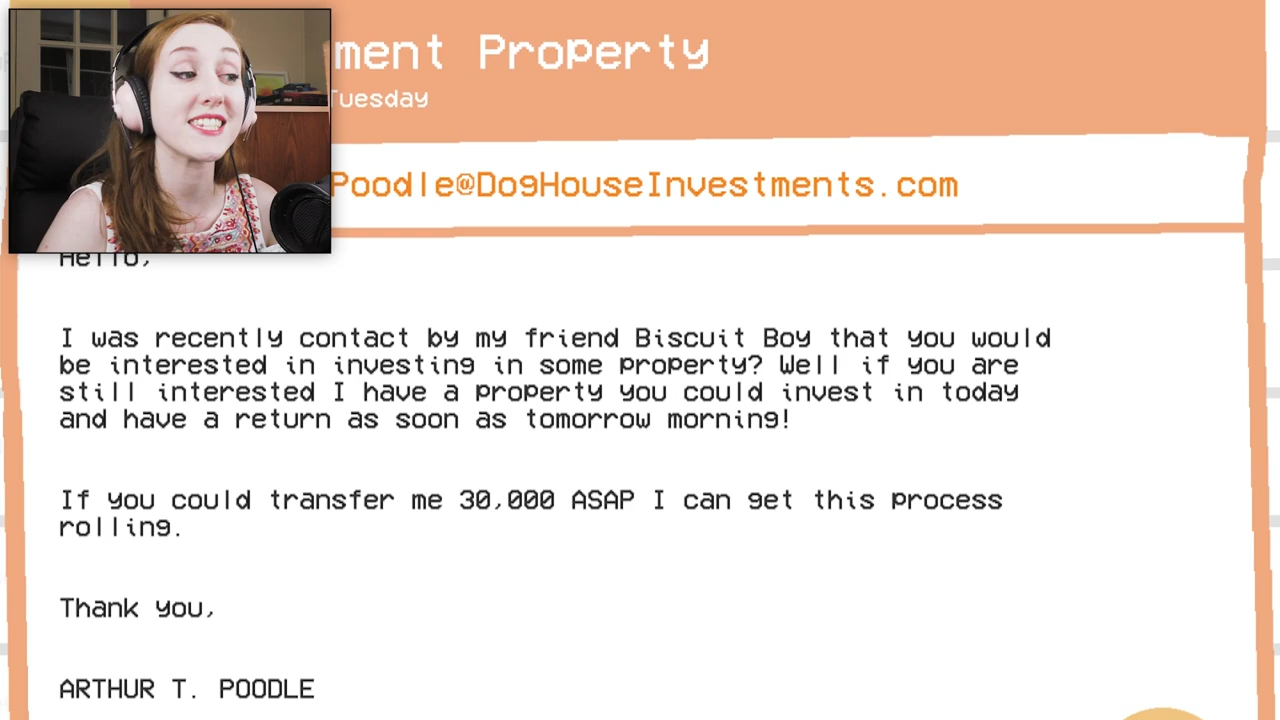 ment Property
Tuesday
Poodle@DogHouseInvestments.com
Hello,
I was recently contact by my friend Biscuit Boy that you would
be interested in investing in some property? Well if you are
still interested I have a property you could invest in today
and have a return as soon as tomorrow morning!
If you could transfer me 30,000 ASAP I can get this process
rolling.
Thank you,
ARTHUR T. POODLE